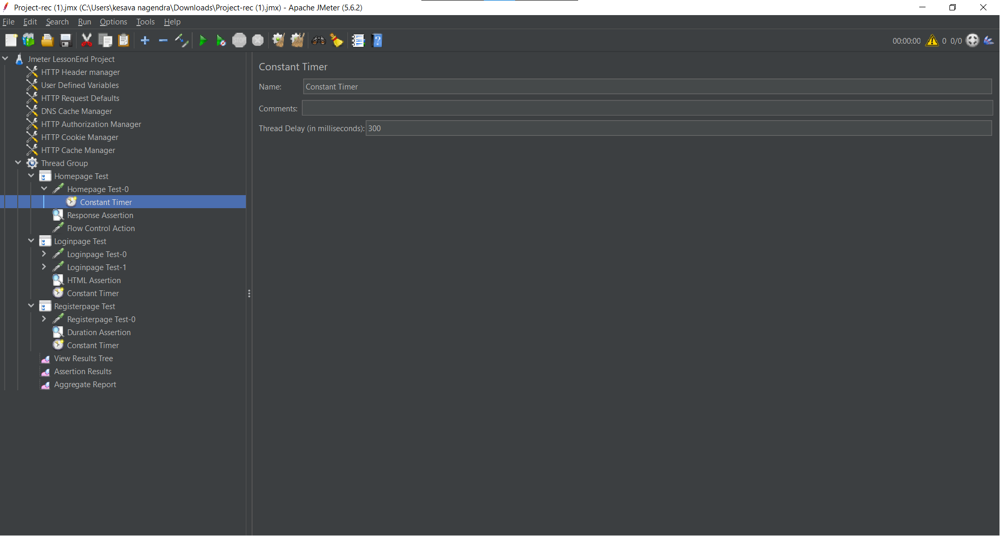 Project-rec (1).jmx (C:\Users\kesava nagendra\Downloads\Project-rec (1).jmx) - Apache JMeter (5.6.2)
File Edit Search Run Options Tools Help
STOP ? 00:00:00 0 0/0
Jmeter LessonEnd Project
HTTP Header manager
User Defined Variables
HTTP Request Defaults
DNS Cache Manager
HTTP Authorization Manager
HTTP Cookie Manager
HTTP Cache Manager
Thread Group
Homepage Test
Homepage Test-0
Constant Timer
Response Assertion
Flow Control Action
Loginpage Test
Loginpage Test-0
Loginpage Test-1
HTML Assertion
Constant Timer
Registerpage Test
Registerpage Test-0
Duration Assertion
Constant Timer
View Results Tree
Assertion Results
Aggregate Report
Constant Timer
Name: Constant Timer
Comments:
Thread Delay (in milliseconds): 300